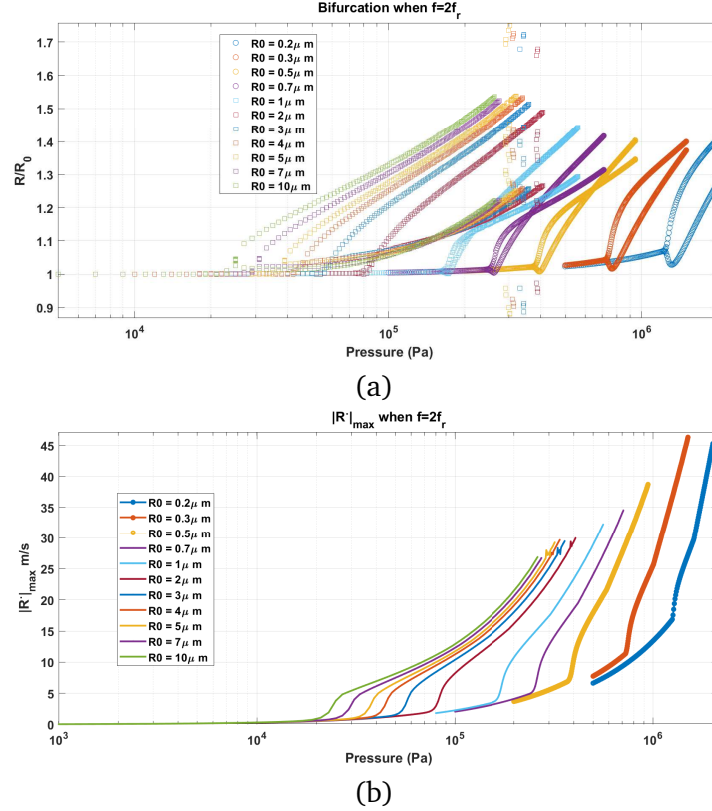 Bifurcation when f=2fr
R/R0
1.7
1.6
1.5
1.4
1.3
1.2
1.1
1
0.9
R0 = 0.2μ m
R0 = 0.3μ m
R0 = 0.5μ m
R0 = 0.7μ m
R0 = 1μ m
R0 = 2μ m
R0 = 3μ m
R0 = 4μ m
R0 = 5μ m
R0 = 7μ m
R0 = 10μ m
10^4 10^5 10^6
Pressure (Pa)
(a)
|R˙|max when f=2fr
|R˙|max m/s
45
40
35
30
25
20
15
10
5
0
R0 = 0.2μ m
R0 = 0.3μ m
R0 = 0.5μ m
R0 = 0.7μ m
R0 = 1μ m
R0 = 2μ m
R0 = 3μ m
R0 = 4μ m
R0 = 5μ m
R0 = 7μ m
R0 = 10μ m
10^3 10^4 10^5 10^6
Pressure (Pa)
(b)